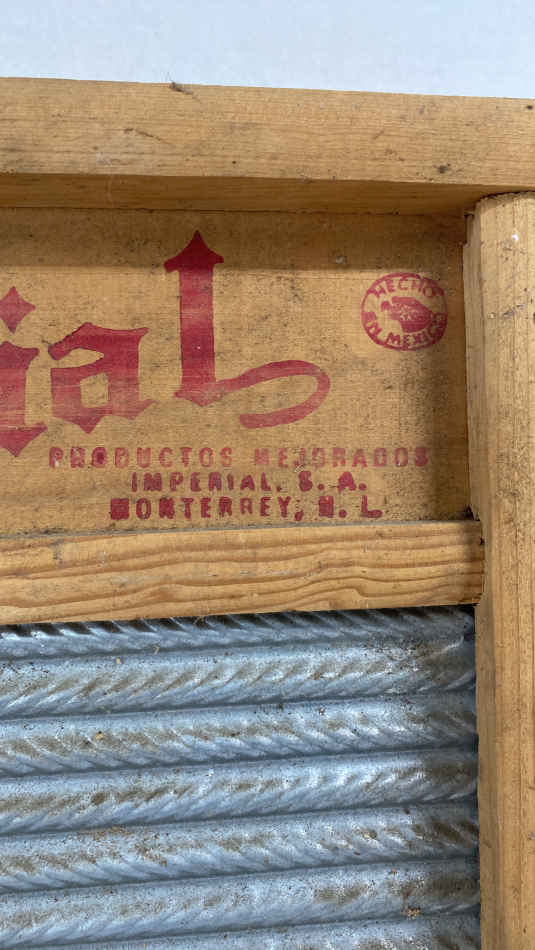 ial
HECHO
EN MEXICO
PRODUCTOS MEJORADOS
IMPERIAL, S. A.
MONTERREY, N. L.